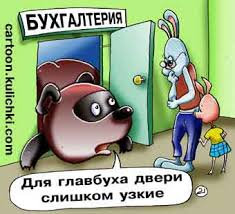 БУХГАЛТЕРИЯ
cartoon.kulichki.com
Для главбуха двери
слишком узкие